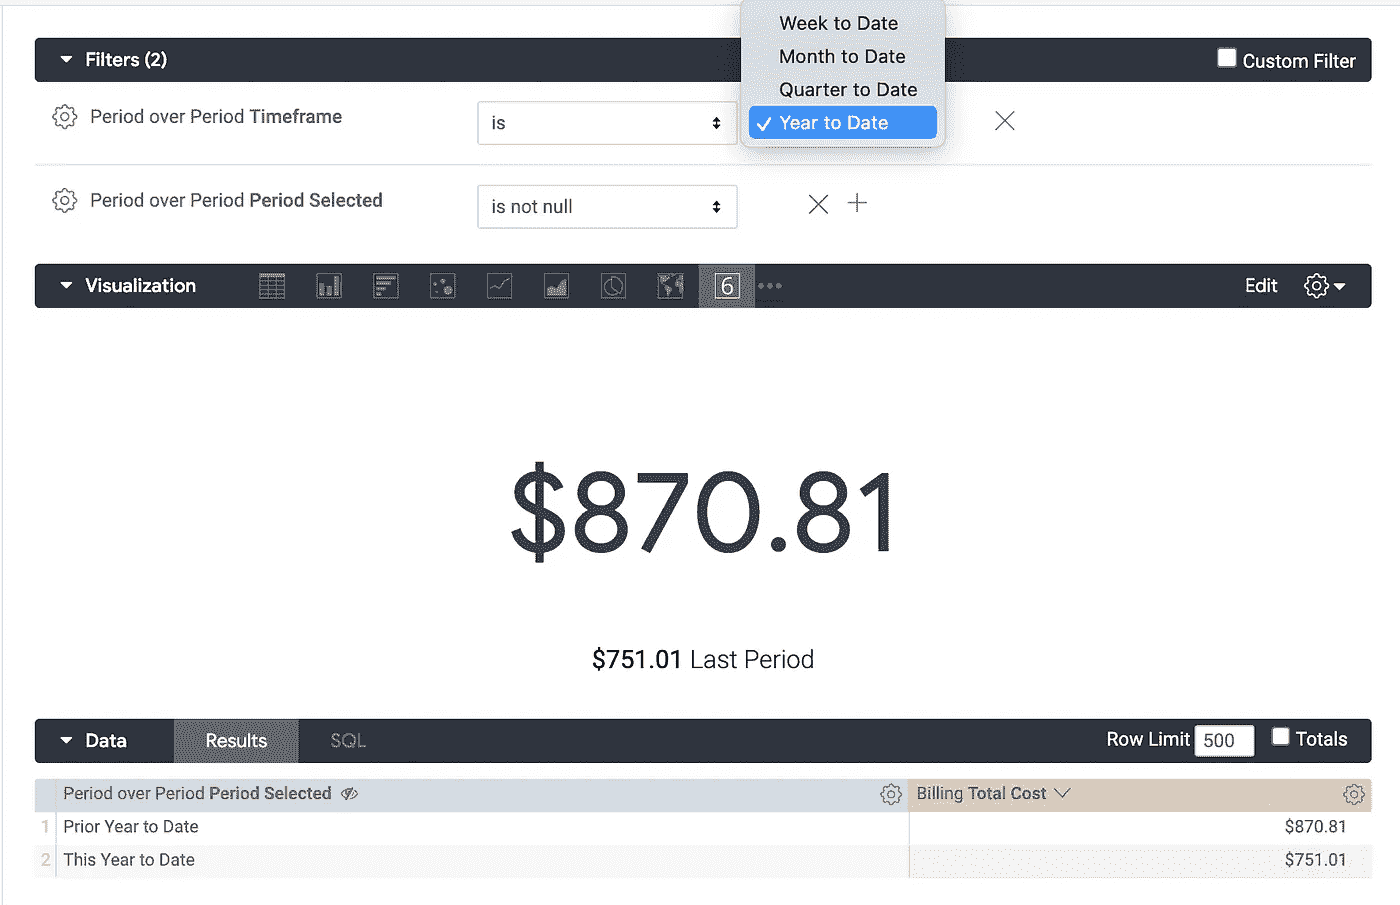 Week to Date
Month to Date
Quarter to Date
Year to Date
Filters (2)
Custom Filter
Period over Period Timeframe
is
Period over Period Period Selected
is not null
Visualization
6
Edit
$870.81
$751.01 Last Period
Data
Results
SQL
Row Limit 500
Totals
Period over Period Period Selected
Billing Total Cost
1 Prior Year to Date $870.81
2 This Year to Date $751.01